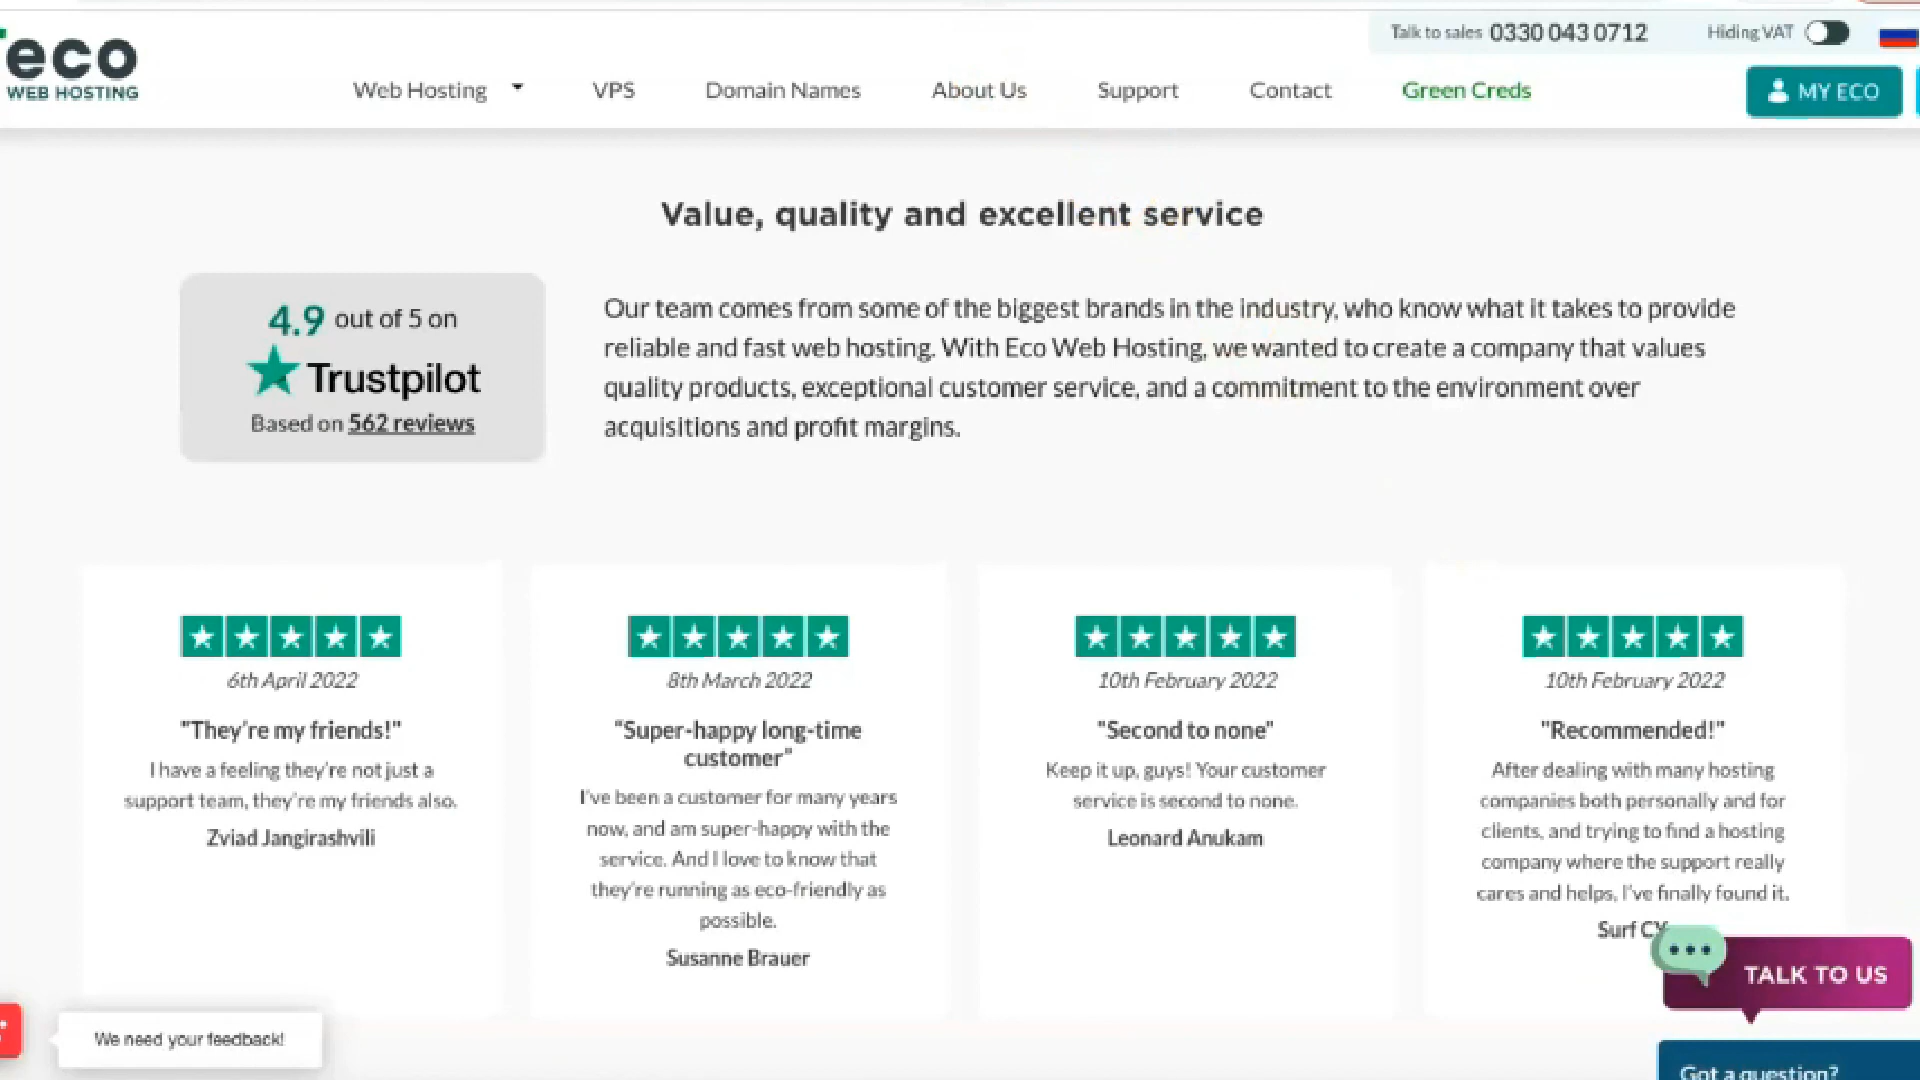 Talk to sales 0330 043 0712
Hiding VAT
eco
WEB HOSTING
Web Hosting
VPS
Domain Names
About Us
Support
Contact
Green Creds
MY ECO
Value, quality and excellent service
4.9 out of 5 on
Trustpilot
Based on 562 reviews
Our team comes from some of the biggest brands in the industry, who know what it takes to provide
reliable and fast web hosting. With Eco Web Hosting, we wanted to create a company that values
quality products, exceptional customer service, and a commitment to the environment over
acquisitions and profit margins.
6th April 2022
"They're my friends!"
I have a feeling they're not just a
support team, they're my friends also.
Zviad Jangirashvili
8th March 2022
"Super-happy long-time
customer"
I've been a customer for many years
now, and am super-happy with the
service. And I love to know that
they're running as eco-friendly as
possible.
Susanne Brauer
10th February 2022
"Second to none"
Keep it up, guys! Your customer
service is second to none.
Leonard Anukam
10th February 2022
"Recommended!"
After dealing with many hosting
companies both personally and for
clients, and trying to find a hosting
company where the support really
cares and helps, I've finally found it.
Surf CY
TALK TO US
We need your feedback!
Got a question?